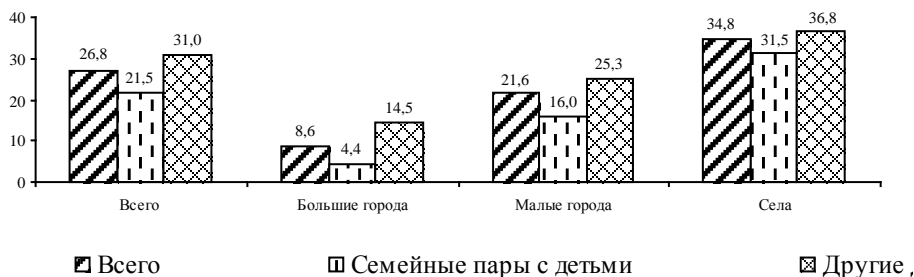 40
30
20
10
0
26,8
21,5
31,0
8,6
4,4
14,5
21,6
16,0
25,3
34,8
31,5
36,8
Всего
Большие города
Малые города
Села
Всего
Семейные пары с детьми
Другие